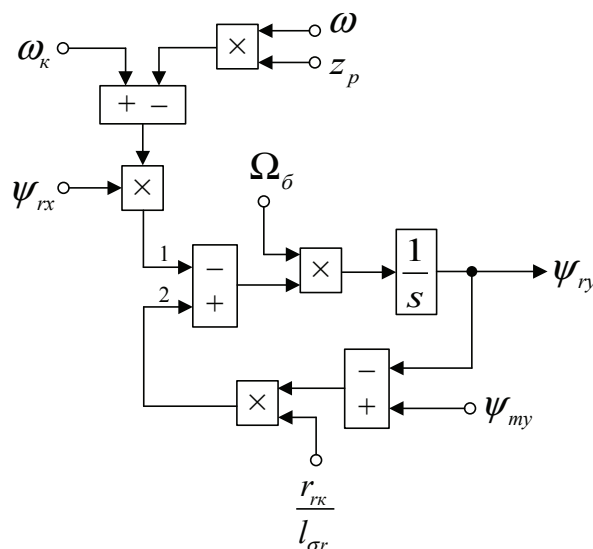 ω
ω_к
×
z_p
+ −
ψ_rx
×
Ω_б
1
−
+
2
×
1
s
ψ_ry
−
+
×
ψ_my
r_rк
l_σr